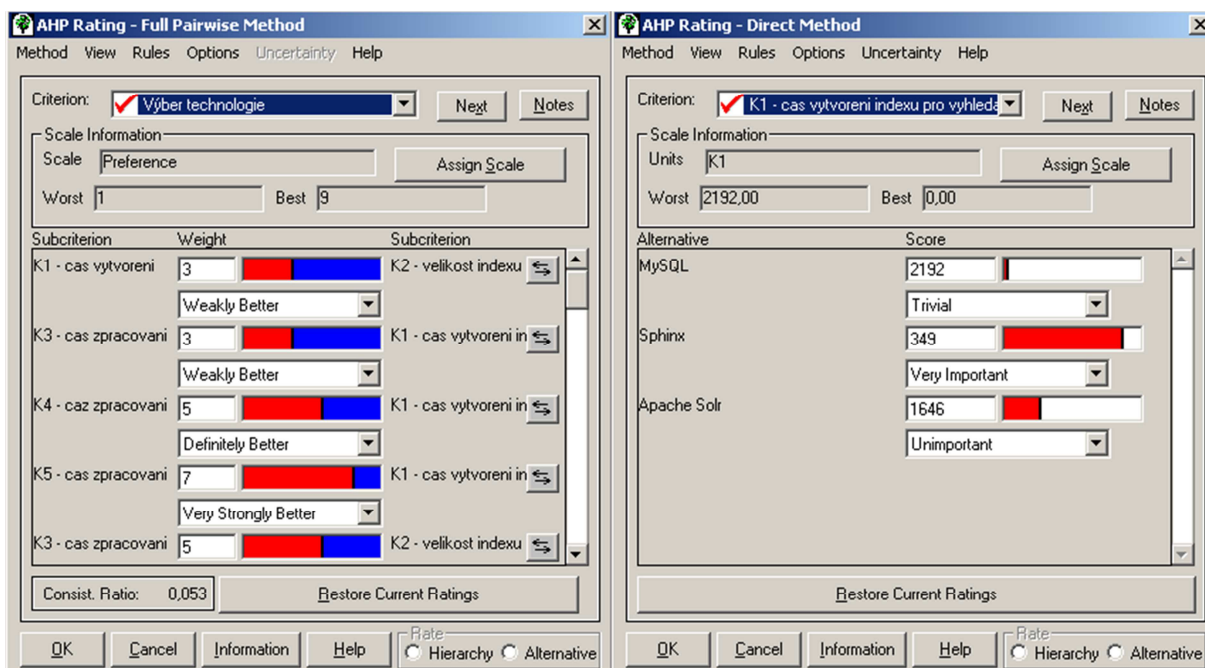 AHP Rating - Full Pairwise Method
Method View Rules Options Uncertainty Help
Criterion: Výber technologie Next Notes
Scale Information
Scale Preference Assign Scale
Worst 1 Best 9
Subcriterion Weight Subcriterion
K1 - cas vytvoreni 3 K2 - velikost indexu
Weakly Better
K3 - cas zpracovani 3 K1 - cas vytvoreni in
Weakly Better
K4 - caz zpracovani 5 K1 - cas vytvoreni in
Definitely Better
K5 - cas zpracovani 7 K1 - cas vytvoreni in
Very Strongly Better
K3 - cas zpracovani 5 K2 - velikost indexu
Consist. Ratio: 0,053 Restore Current Ratings
OK Cancel Information Help Rate Hierarchy Alternative
AHP Rating - Direct Method
Method View Rules Options Uncertainty Help
Criterion: K1 - cas vytvoreni indexu pro vyhleda Next Notes
Scale Information
Units K1 Assign Scale
Worst 2192,00 Best 0,00
Alternative Score
MySQL 2192
Trivial
Sphinx 349
Very Important
Apache Solr 1646
Unimportant
Restore Current Ratings
OK Cancel Information Help Rate Hierarchy Alternative